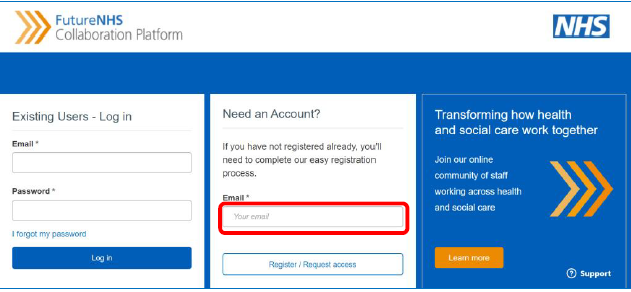 FutureNHS
Collaboration Platform
NHS
Existing Users - Log in
Email *
Password *
I forgot my password
Log in
Need an Account?
If you have not registered already, you'll
need to complete our easy registration
process.
Email *
Your email
Register / Request access
Transforming how health
and social care work together
Join our online
community of staff
working across health
and social care
Learn more
? Support